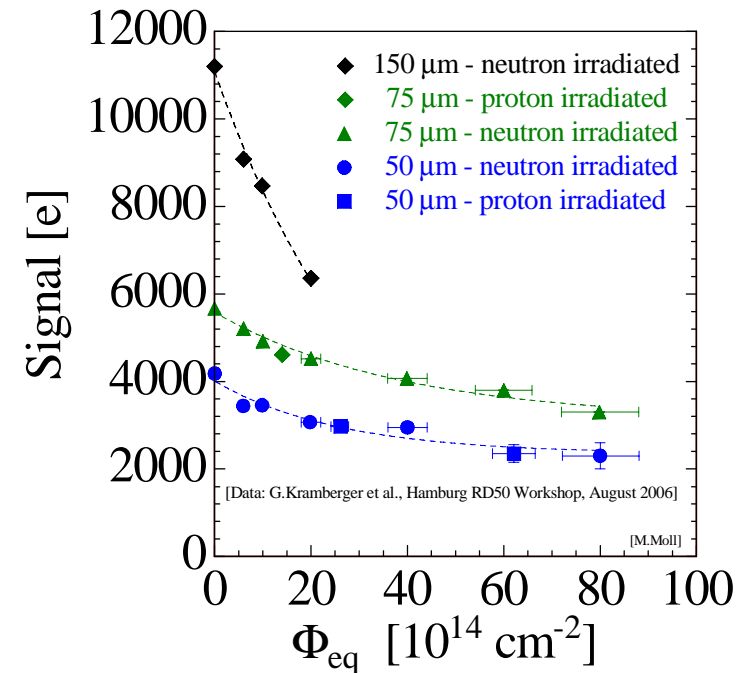 12000
10000
8000
6000
4000
2000
0
Signal [e]
150 μm - neutron irradiated
75 μm - proton irradiated
75 μm - neutron irradiated
50 μm - neutron irradiated
50 μm - proton irradiated
[Data: G.Kramberger et al., Hamburg RD50 Workshop, August 2006]
[M.Moll]
0 20 40 60 80 100
Φeq [10^14 cm^-2]